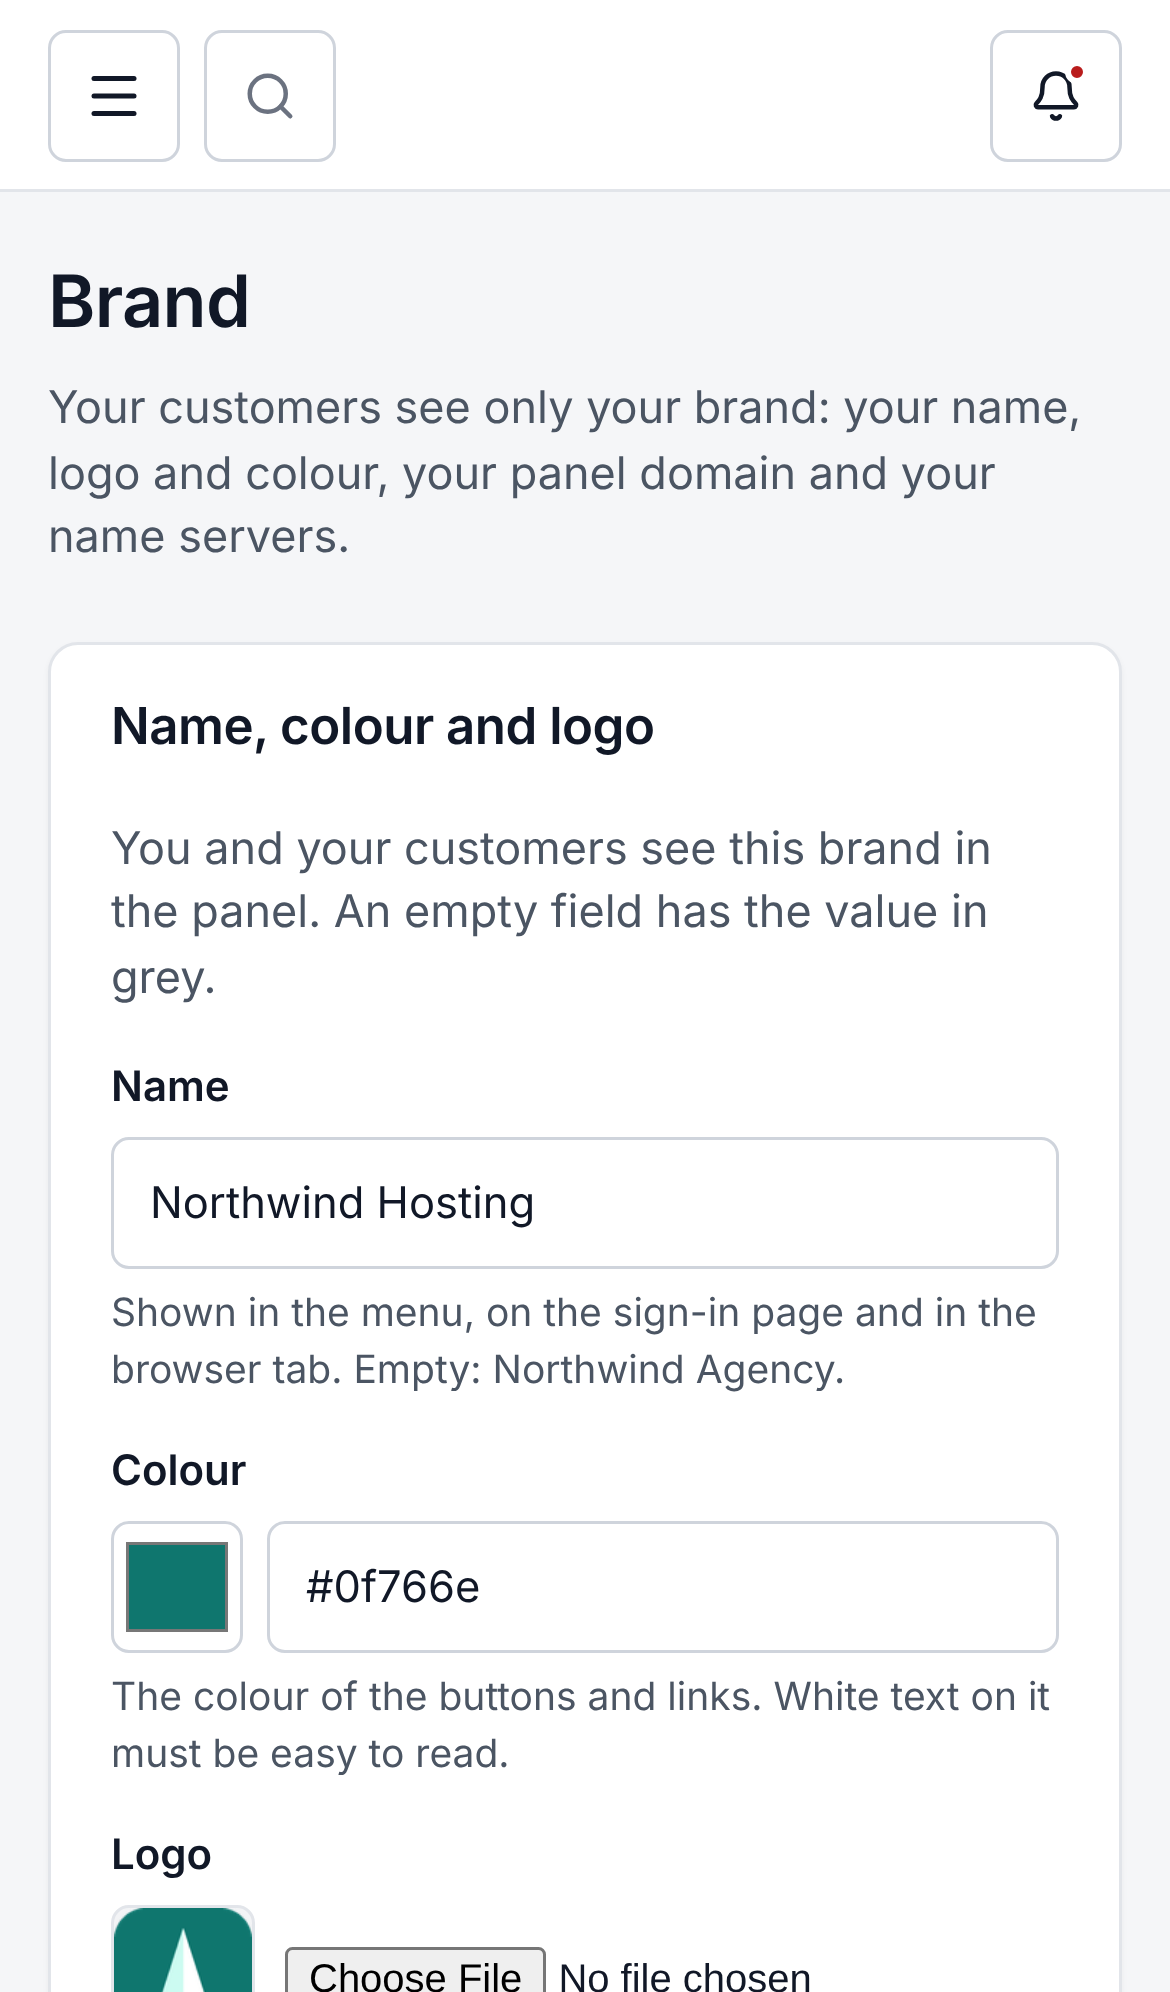 Brand
Your customers see only your brand: your name,
logo and colour, your panel domain and your
name servers.
Name, colour and logo
You and your customers see this brand in
the panel. An empty field has the value in
grey.
Name
Northwind Hosting
Shown in the menu, on the sign-in page and in the
browser tab. Empty: Northwind Agency.
Colour
#0f766e
The colour of the buttons and links. White text on it
must be easy to read.
Logo
Choose File No file chosen